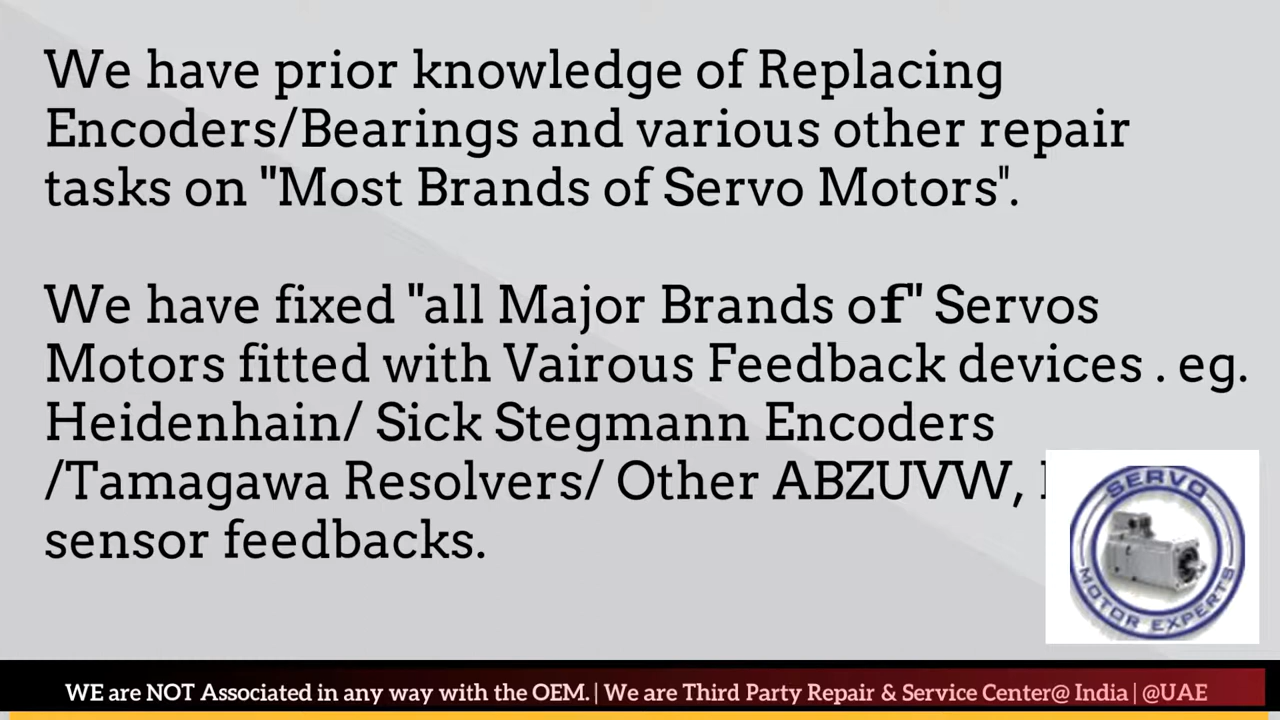 We have prior knowledge of Replacing
Encoders/Bearings and various other repair
tasks on "Most Brands of Servo Motors".
We have fixed "all Major Brands of" Servos
Motors fitted with Vairous Feedback devices . eg.
Heidenhain/ Sick Stegmann Encoders
/Tamagawa Resolvers/ Other ABZUVW,
sensor feedbacks.
SERVO
MOTOR EXPERTS
WE are NOT Associated in any way with the OEM. | We are Third Party Repair & Service Center@ India | @UAE